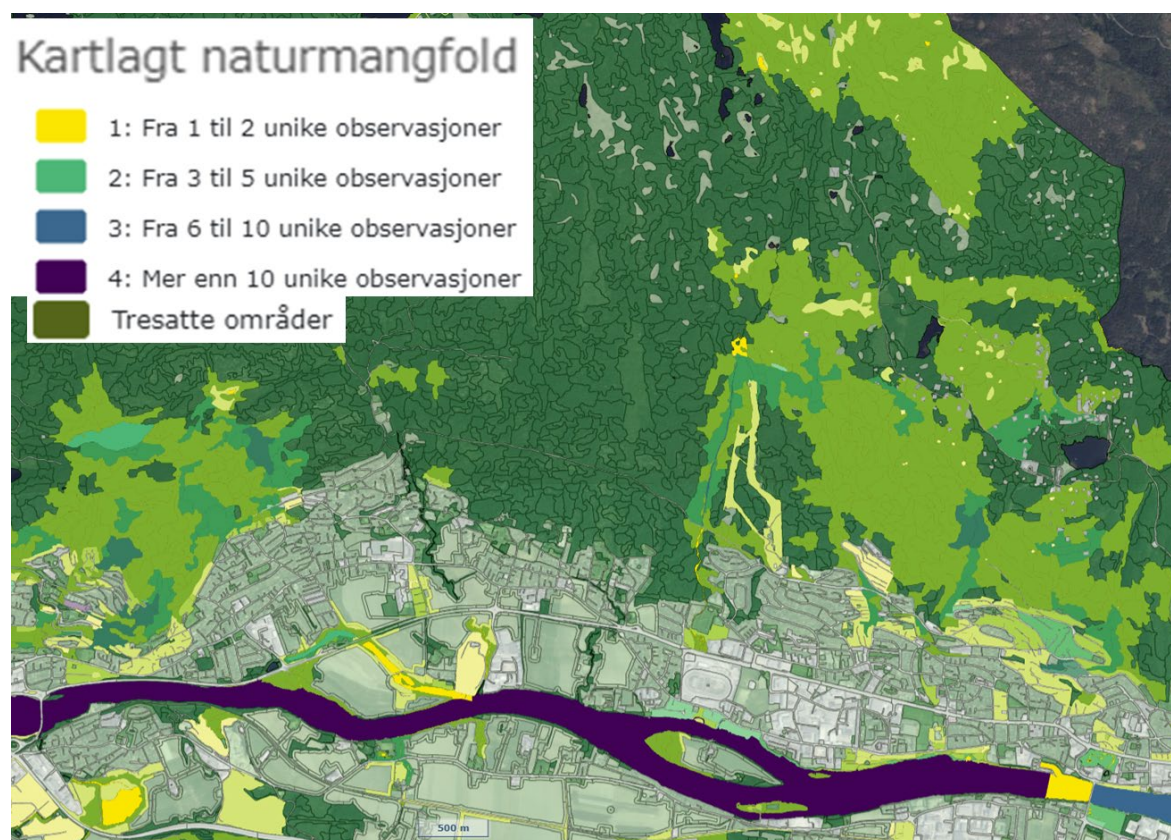 Kartlagt naturmangfold
1: Fra 1 til 2 unike observasjoner
2: Fra 3 til 5 unike observasjoner
3: Fra 6 til 10 unike observasjoner
4: Mer enn 10 unike observasjoner
Tresatte områder
500 m